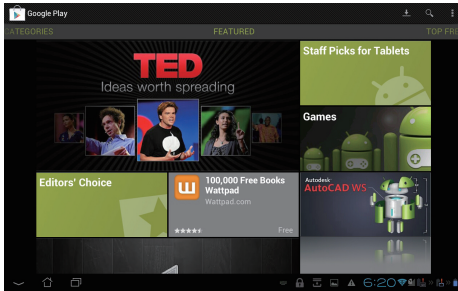 Google Play
CATEGORIES
FEATURED
TOP FRE
TED
Ideas worth spreading
Staff Picks for Tablets
Games
Editors' Choice
100,000 Free Books
Wattpad
Wattpad.com
Free
Autodesk
AutoCAD WS
6:20